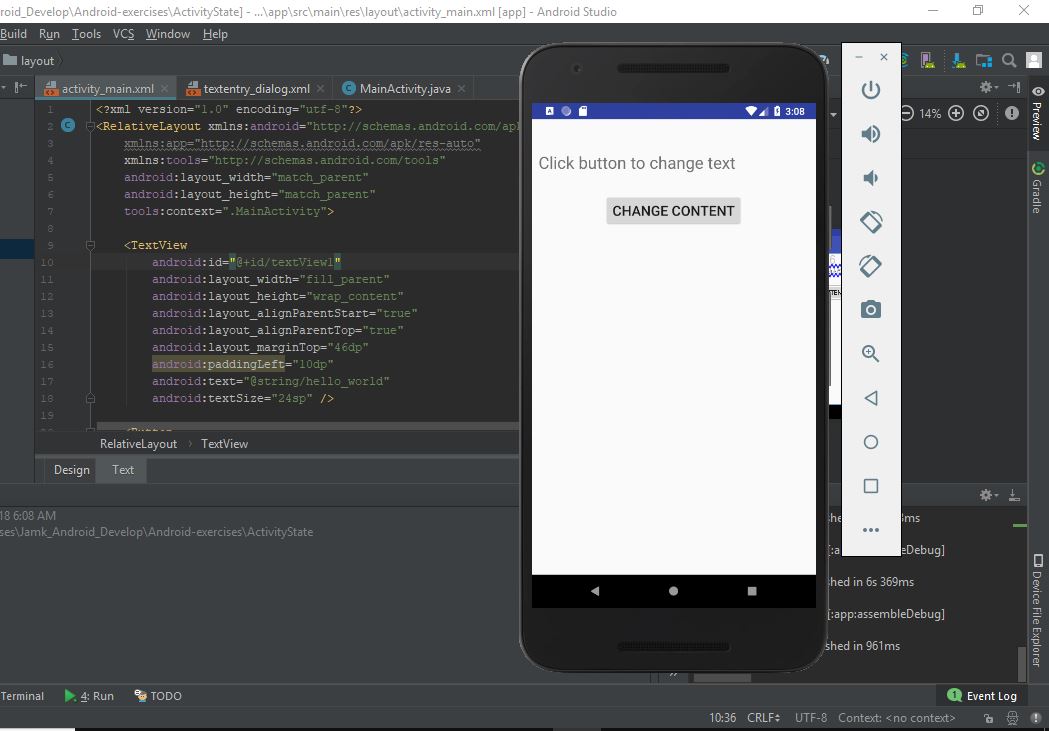 roid_Develop\Android-exercises\ActivityState] - ...\app\src\main\res\layout\activity_main.xml [app] - Android Studio
Build Run Tools VCS Window Help
layout
activity_main.xml textentry_dialog.xml MainActivity.java
1 <?xml version="1.0" encoding="utf-8"?>
2 <RelativeLayout xmlns:android="http://schemas.android.com/apk
3 xmlns:app="http://schemas.android.com/apk/res-auto"
4 xmlns:tools="http://schemas.android.com/tools"
5 android:layout_width="match_parent"
6 android:layout_height="match_parent"
7 tools:context=".MainActivity">
8
9 <TextView
10 android:id="@+id/textView1"
11 android:layout_width="fill_parent"
12 android:layout_height="wrap_content"
13 android:layout_alignParentStart="true"
14 android:layout_alignParentTop="true"
15 android:layout_marginTop="46dp"
16 android:paddingLeft="10dp"
17 android:text="@string/hello_world"
18 android:textSize="24sp" />
19
RelativeLayout TextView
Design Text
3:08
Click button to change text
CHANGE CONTENT
14%
Preview
Gradle
Device File Explorer
18 6:08 AM
ses\Jamk_Android_Develop\Android-exercises\ActivityState
[:app:assembleDebug]
shed in 6s 369ms
shed in 961ms
Terminal 4: Run TODO
1 Event Log
10:36 CRLF UTF-8 Context: <no context>